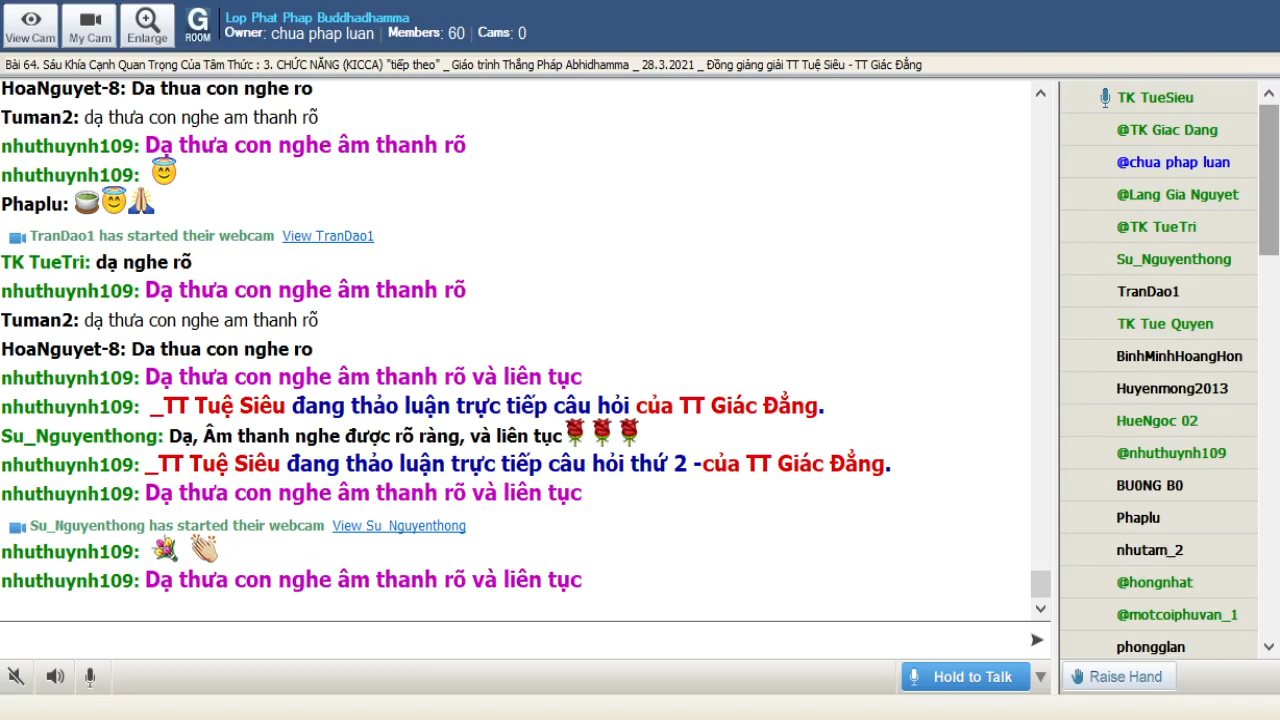 View Cam
My Cam
Enlarge
G
ROOM
Lop Phat Phap Buddhadhamma
Owner: chua phap luan | Members: 60 | Cams: 0
Bài 64. Sáu Khía Cạnh Quan Trọng Của Tâm Thức : 3. CHỨC NĂNG (KICCA) "tiếp theo" _ Giáo trình Thắng Pháp Abhidhamma _ 28.3.2021 _ Đồng giảng giải TT Tuệ Siêu - TT Giác Đẳng
HoaNguyet-8: Da thua con nghe ro
Tuman2: dạ thưa con nghe am thanh rõ
nhuthuynh109: Dạ thưa con nghe âm thanh rõ
nhuthuynh109:
Phaplu:
TranDao1 has started their webcam View TranDao1
TK TueTri: dạ nghe rõ
nhuthuynh109: Dạ thưa con nghe âm thanh rõ
Tuman2: dạ thưa con nghe am thanh rõ
HoaNguyet-8: Da thua con nghe ro
nhuthuynh109: Dạ thưa con nghe âm thanh rõ và liên tục
nhuthuynh109: _TT Tuệ Siêu đang thảo luận trực tiếp câu hỏi của TT Giác Đẳng.
Su_Nguyenthong: Dạ, Âm thanh nghe được rõ ràng, và liên tục
nhuthuynh109: _TT Tuệ Siêu đang thảo luận trực tiếp câu hỏi thứ 2 -của TT Giác Đẳng.
nhuthuynh109: Dạ thưa con nghe âm thanh rõ và liên tục
Su_Nguyenthong has started their webcam View Su_Nguyenthong
nhuthuynh109:
nhuthuynh109: Dạ thưa con nghe âm thanh rõ và liên tục
TK TueSieu
@TK Giac Dang
@chua phap luan
@Lang Gia Nguyet
@TK TueTri
Su_Nguyenthong
TranDao1
TK Tue Quyen
BinhMinhHoangHon
Huyenmong2013
HueNgoc 02
@nhuthuynh109
BU0NG B0
Phaplu
nhutam_2
@hongnhat
@motcoiphuvan_1
phongglan
Hold to Talk
Raise Hand